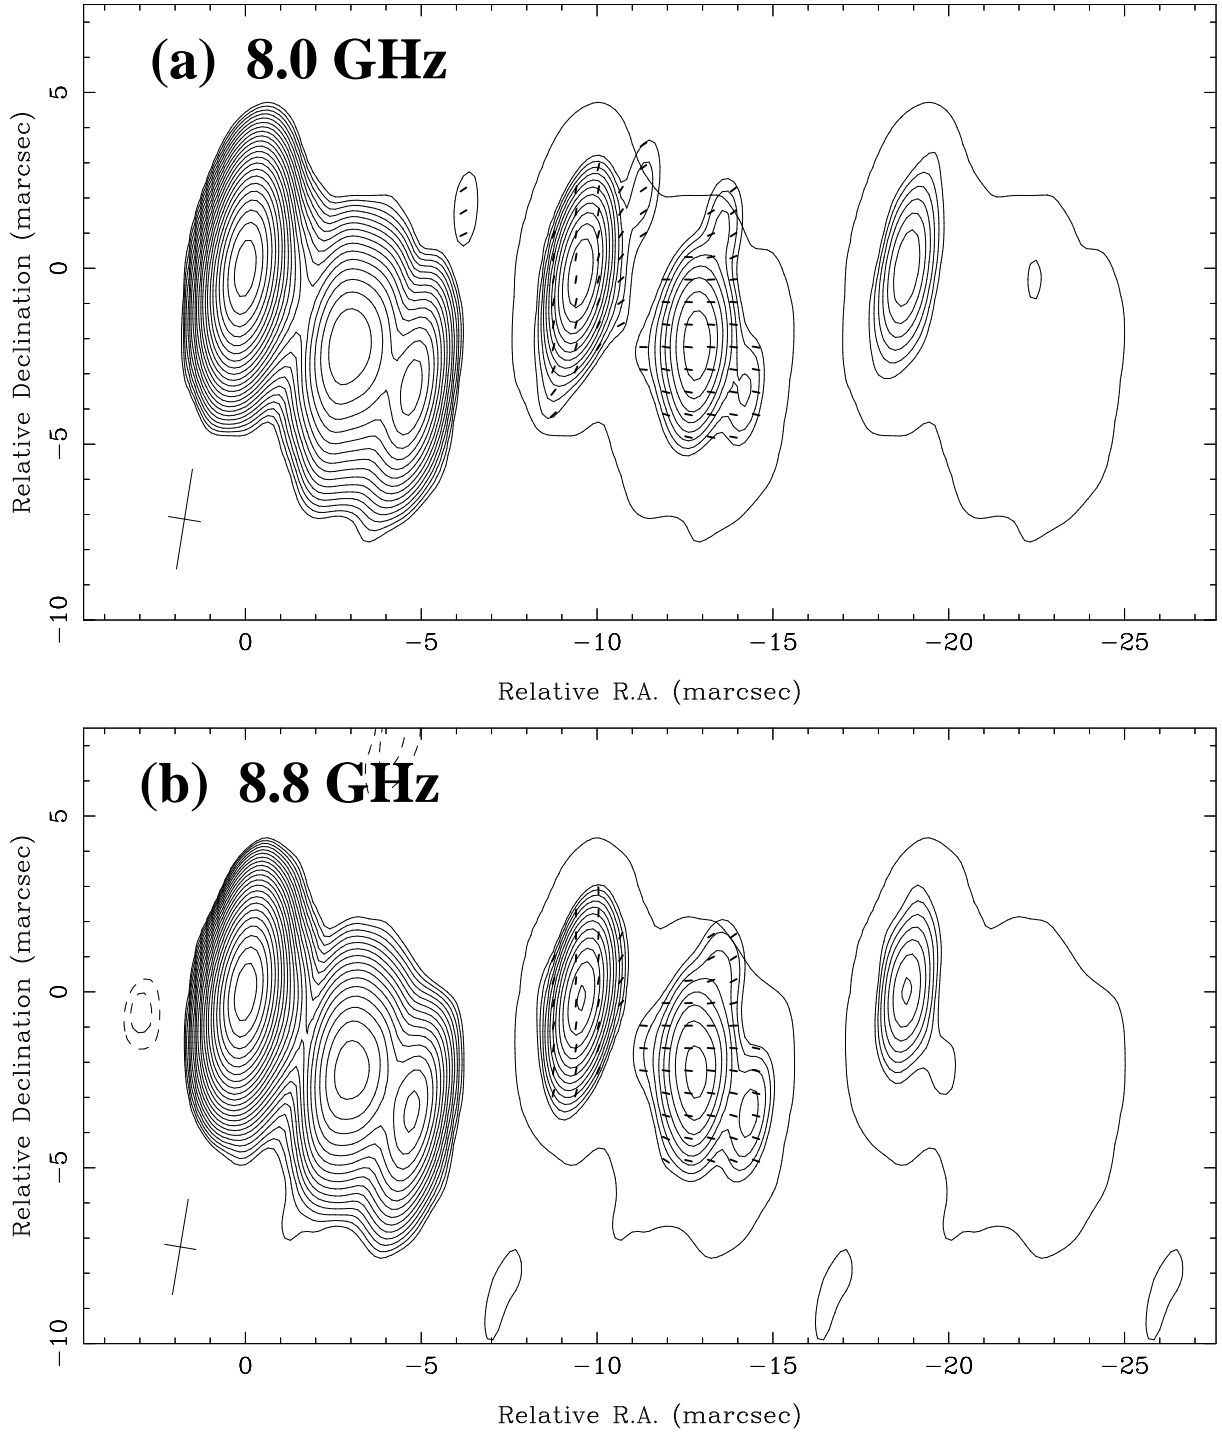 (a) 8.0 GHz
Relative Declination (marcsec)
5
0
−5
−10
0 −5 −10 −15 −20 −25
Relative R.A. (marcsec)
(b) 8.8 GHz
Relative Declination (marcsec)
5
0
−5
−10
0 −5 −10 −15 −20 −25
Relative R.A. (marcsec)